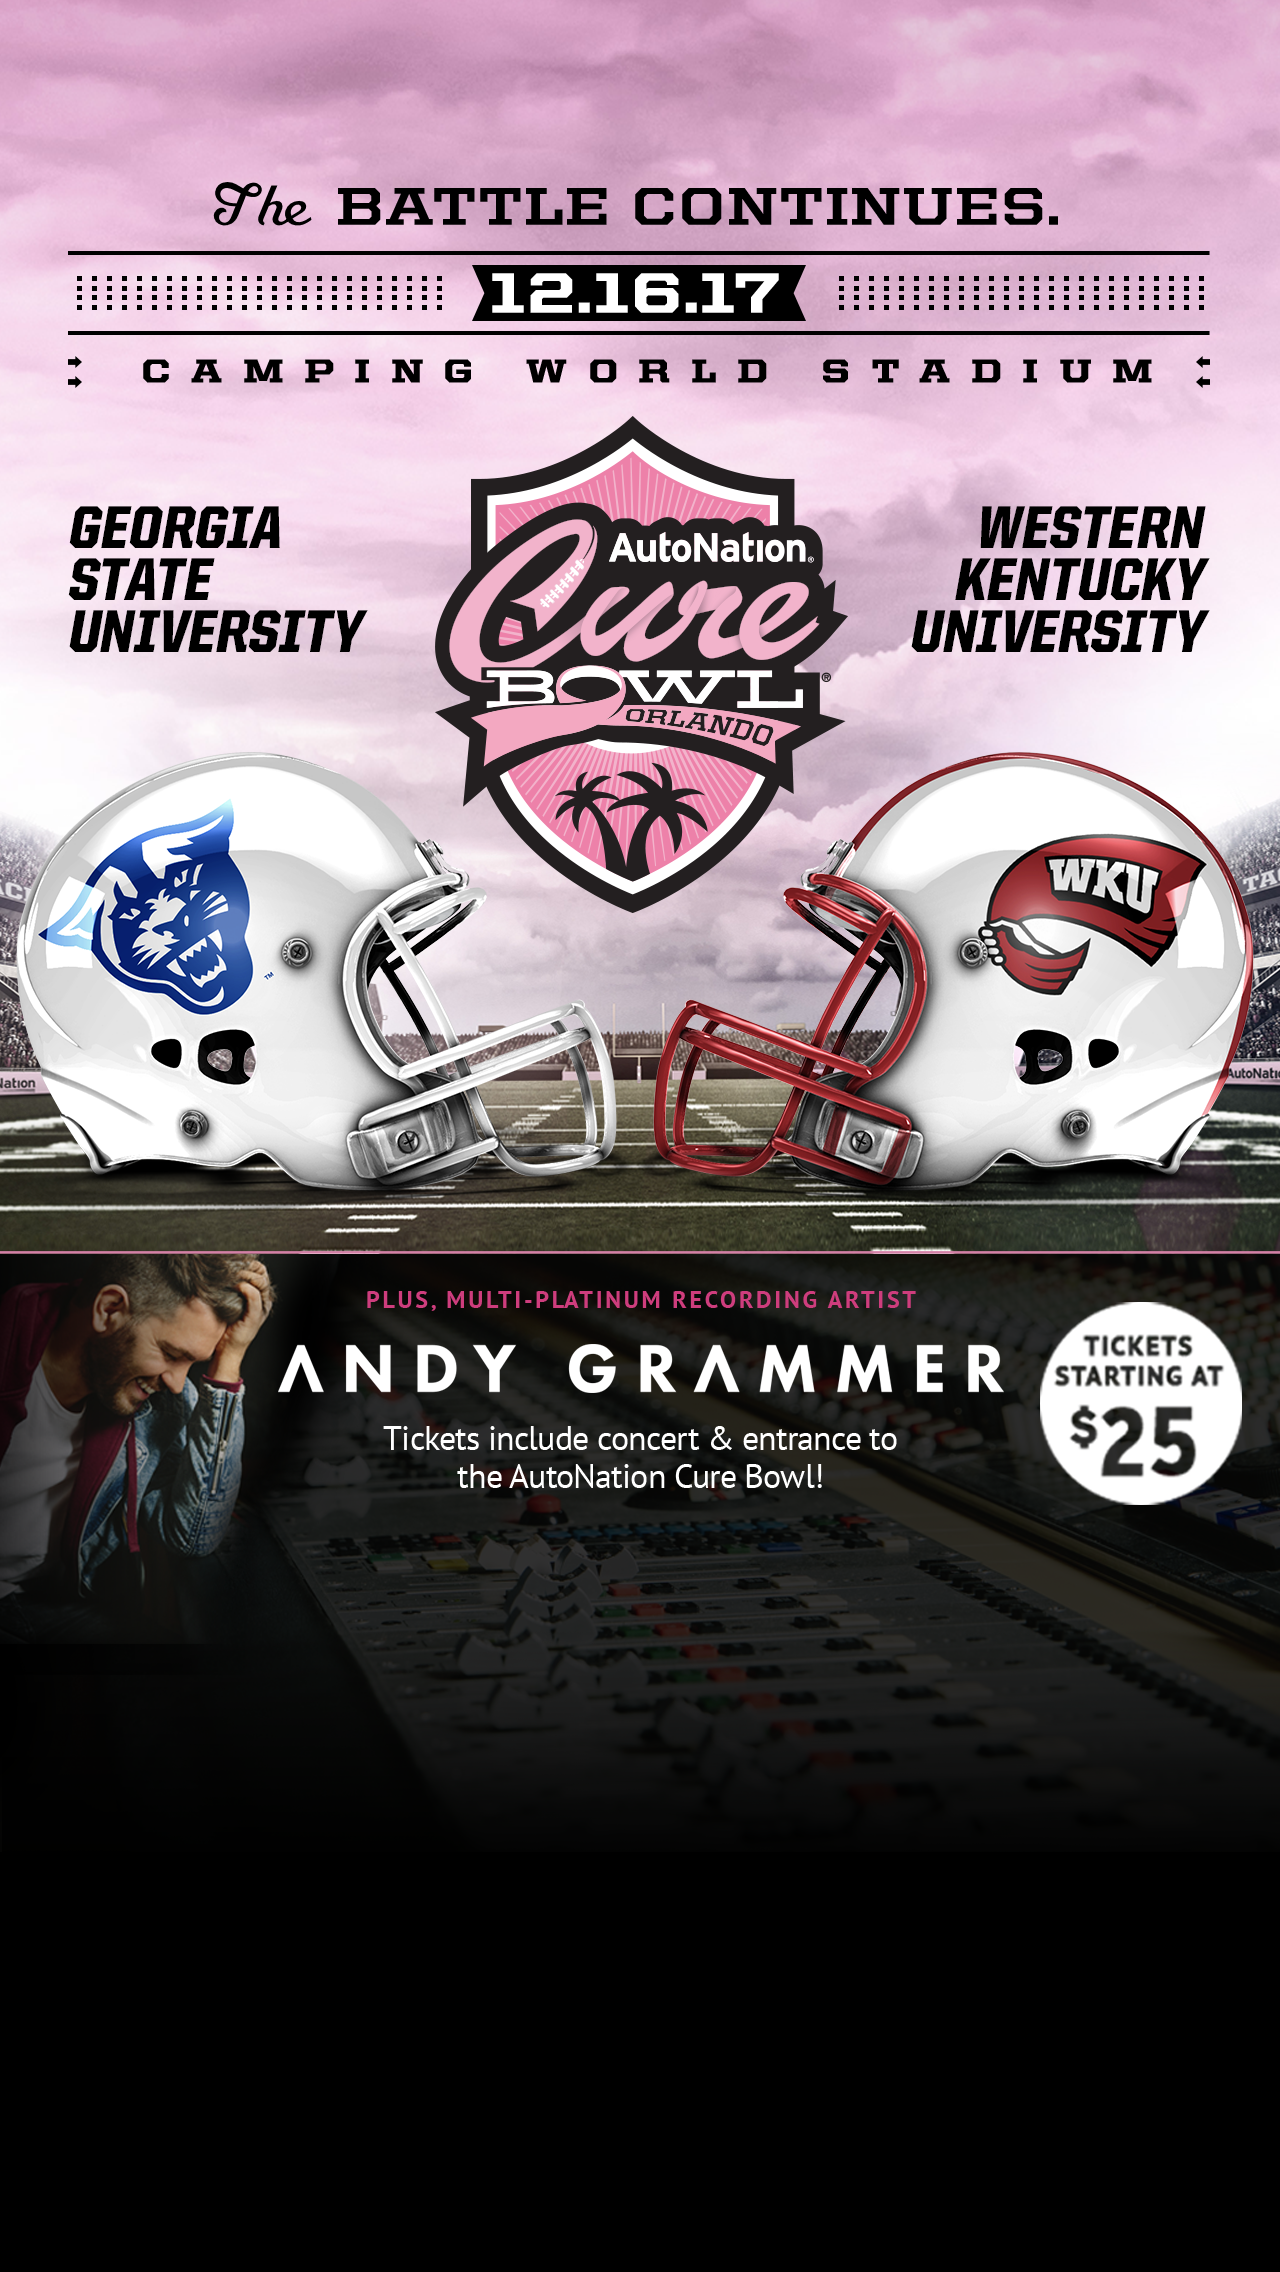 The BATTLE CONTINUES.
12.16.17
CAMPING WORLD STADIUM
GEORGIA
STATE
UNIVERSITY
AutoNation®
Cure
BOWL®
ORLANDO
WESTERN
KENTUCKY
UNIVERSITY
TM
WKU
PLUS, MULTI-PLATINUM RECORDING ARTIST
ANDY GRAMMER
Tickets include concert & entrance to
the AutoNation Cure Bowl!
TICKETS
STARTING AT
$25